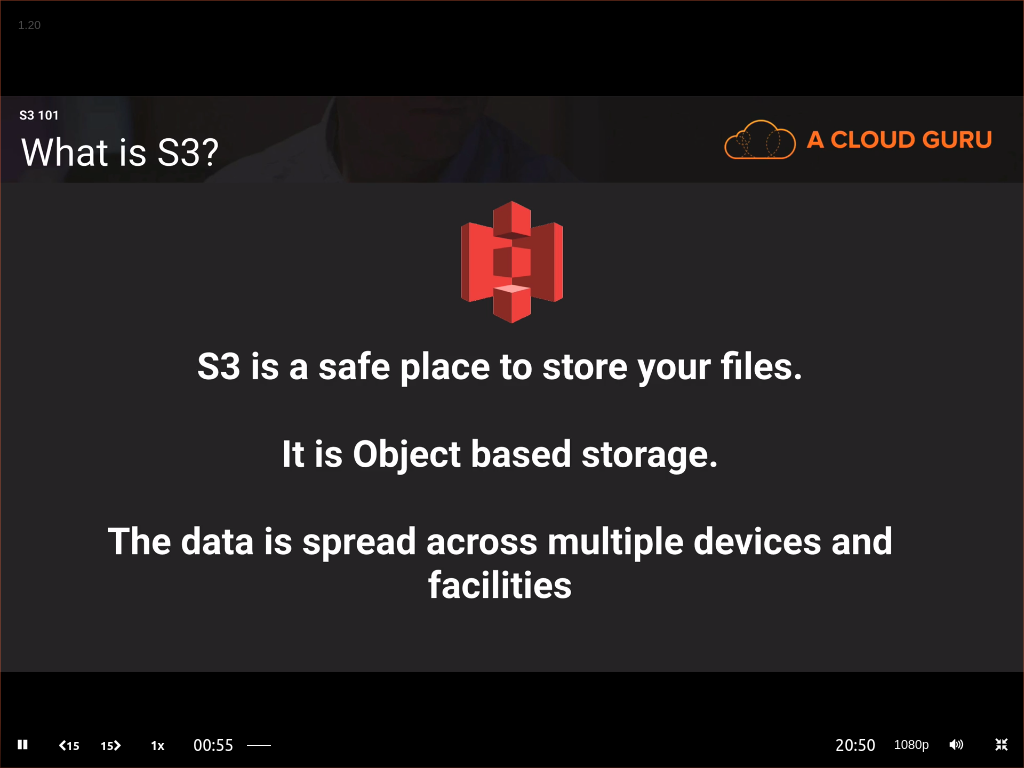 1.20
S3 101
What is S3?
A CLOUD GURU
S3 is a safe place to store your files.
It is Object based storage.
The data is spread across multiple devices and
facilities
15 15 1x 00:55 20:50 1080p